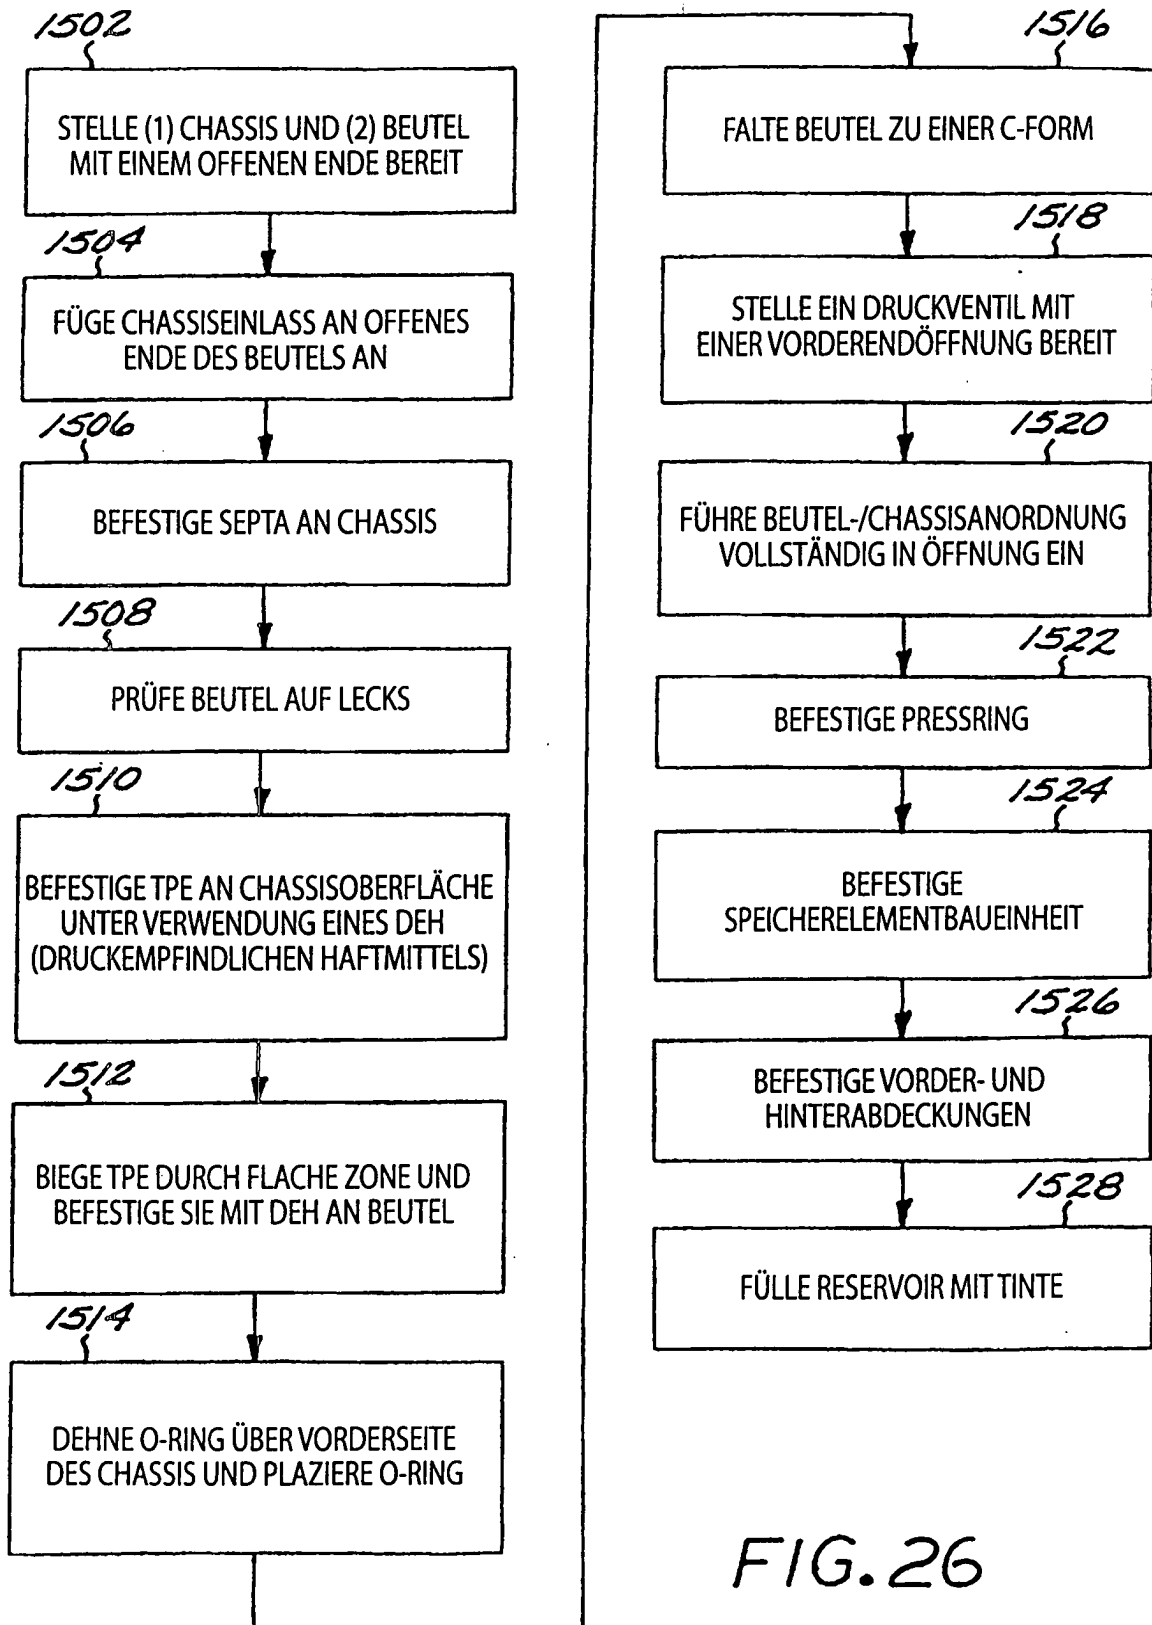 1502
STELLE (1) CHASSIS UND (2) BEUTEL
MIT EINEM OFFENEN ENDE BEREIT
1504
FÜGE CHASSISEINLASS AN OFFENES
ENDE DES BEUTELS AN
1506
BEFESTIGE SEPTA AN CHASSIS
1508
PRÜFE BEUTEL AUF LECKS
1510
BEFESTIGE TPE AN CHASSISOBERFLÄCHE
UNTER VERWENDUNG EINES DEH
(DRUCKEMPFINDLICHEN HAFTMITTELS)
1512
BIEGE TPE DURCH FLACHE ZONE UND
BEFESTIGE SIE MIT DEH AN BEUTEL
1514
DEHNE O-RING ÜBER VORDERSEITE
DES CHASSIS UND PLAZIERE O-RING
1516
FALTE BEUTEL ZU EINER C-FORM
1518
STELLE EIN DRUCKVENTIL MIT
EINER VORDERENDÖFFNUNG BEREIT
1520
FÜHRE BEUTEL-/CHASSISANORDNUNG
VOLLSTÄNDIG IN ÖFFNUNG EIN
1522
BEFESTIGE PRESSRING
1524
BEFESTIGE
SPEICHERELEMENTBAUEINHEIT
1526
BEFESTIGE VORDER- UND
HINTERABDECKUNGEN
1528
FÜLLE RESERVOIR MIT TINTE
FIG. 26